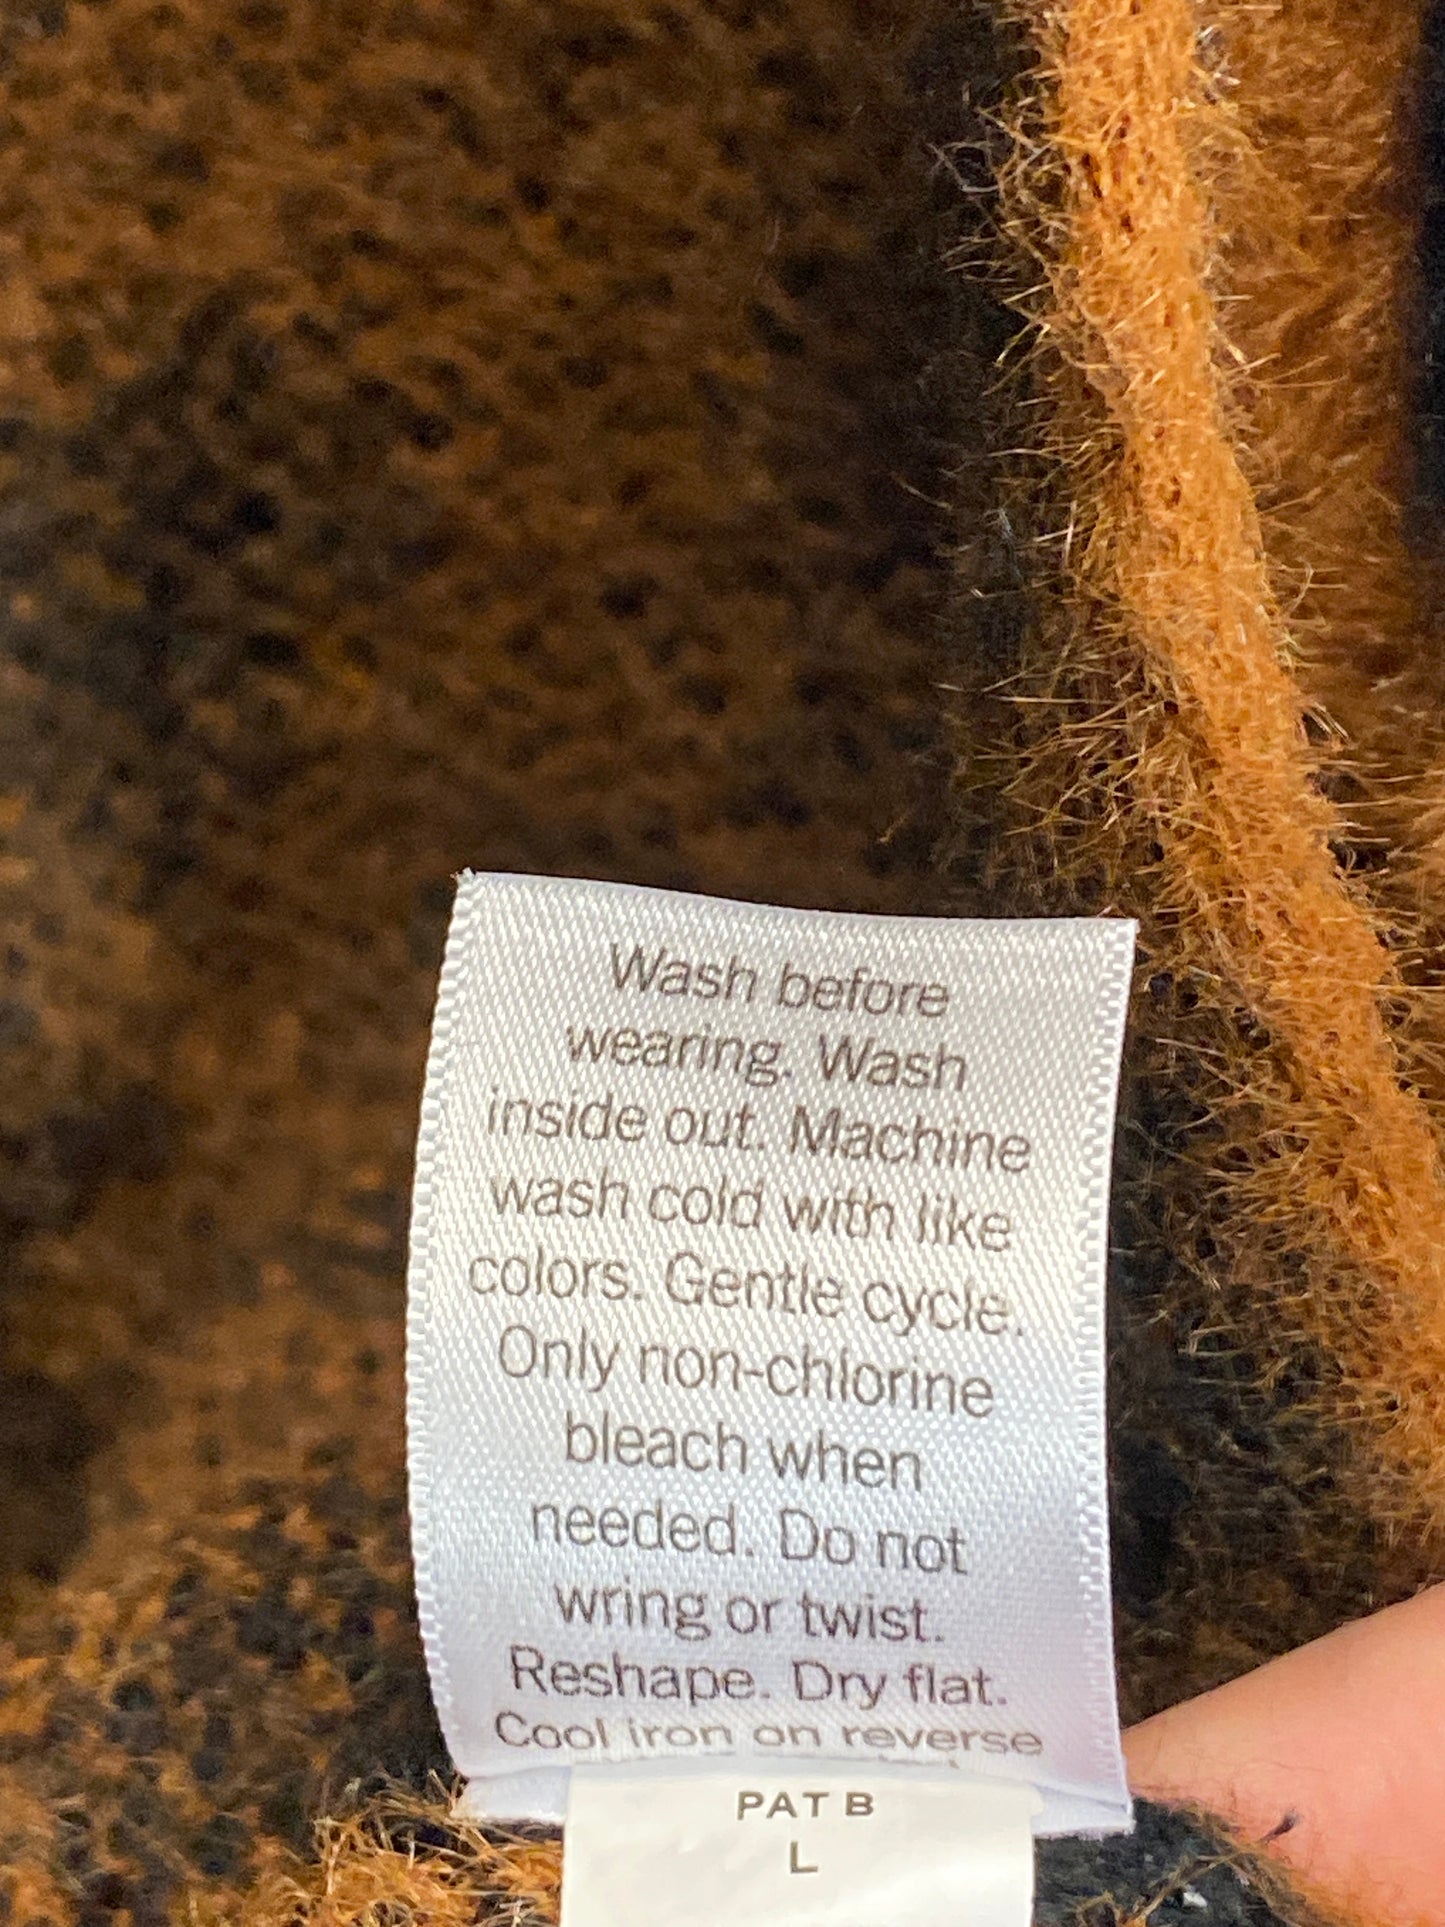 Wash before
wearing. Wash
inside out. Machine
wash cold with like
colors. Gentle cycle.
Only non-chlorine
bleach when
needed. Do not
wring or twist.
Reshape. Dry flat.
Cool iron on reverse
PAT B
L